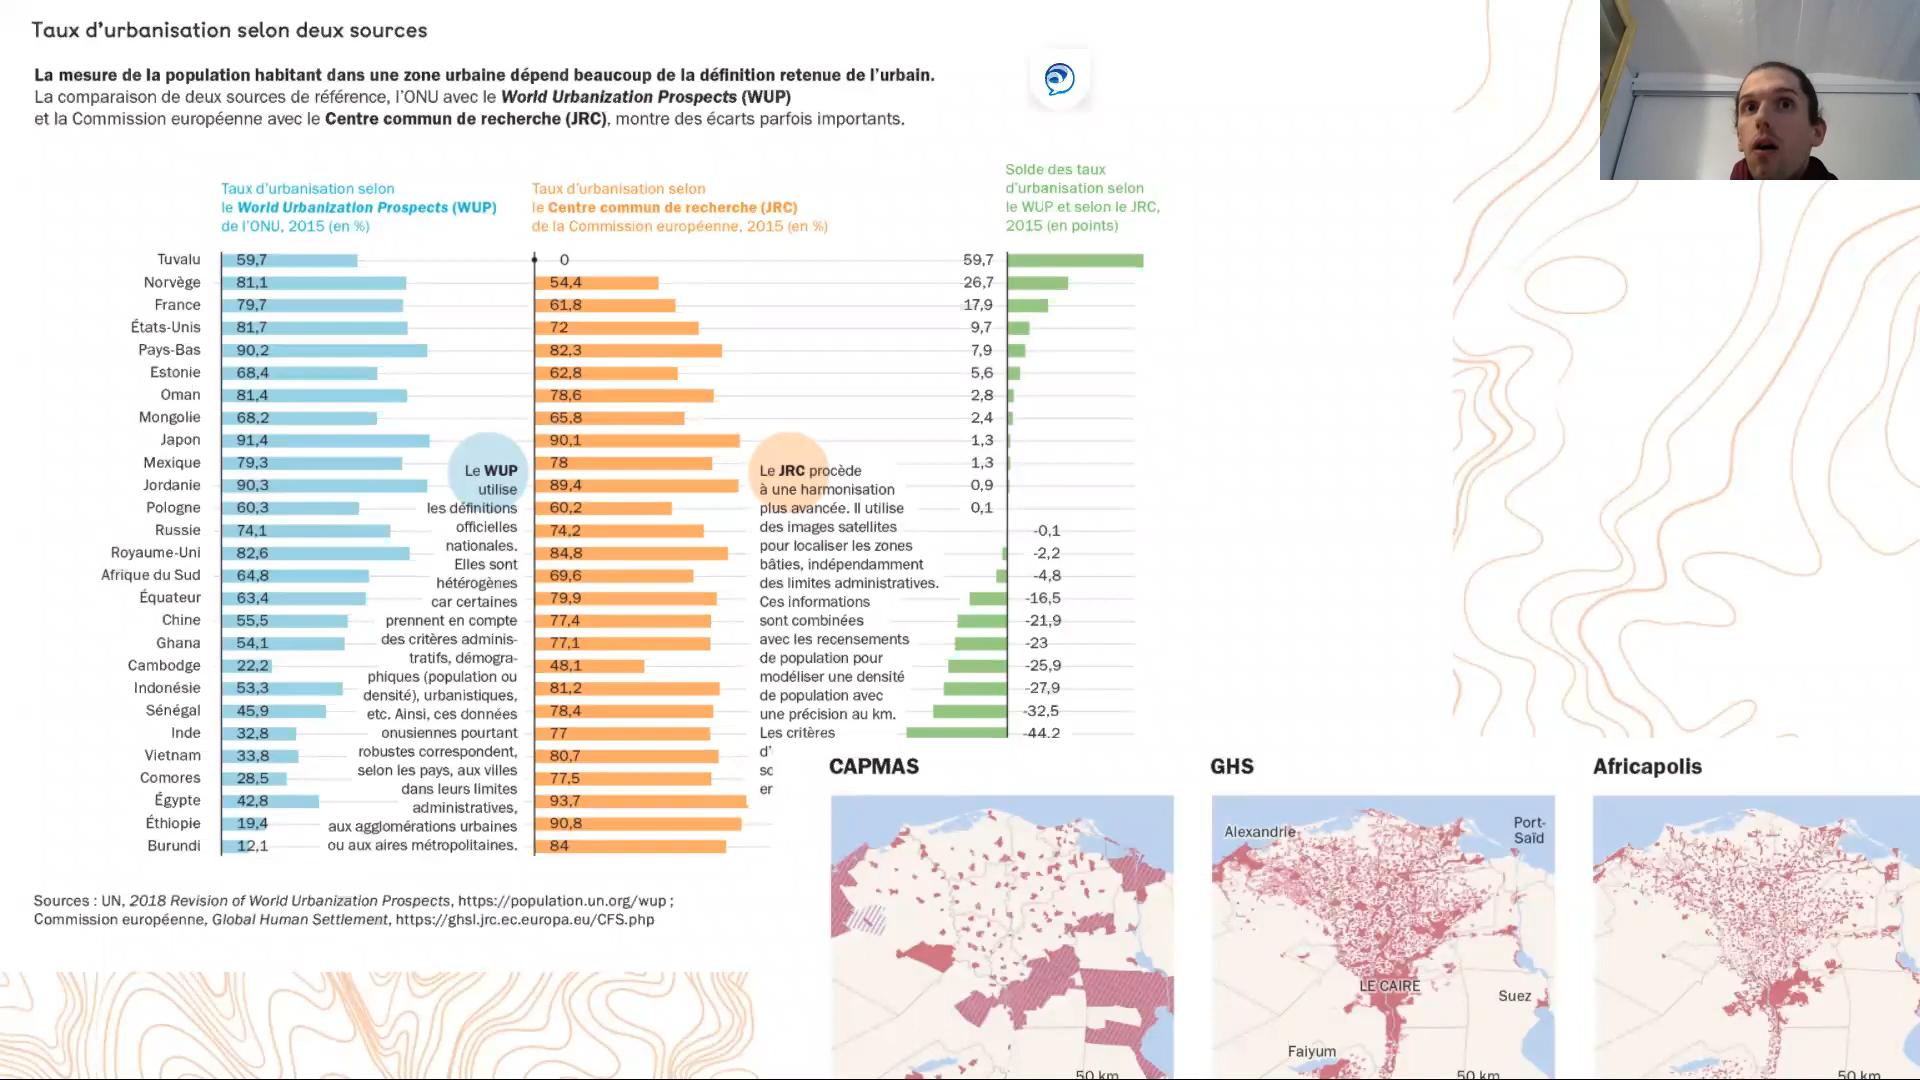 Taux d'urbanisation selon deux sources
La mesure de la population habitant dans une zone urbaine dépend beaucoup de la définition retenue de l'urbain.
La comparaison de deux sources de référence, l'ONU avec le World Urbanization Prospects (WUP)
et la Commission européenne avec le Centre commun de recherche (JRC), montre des écarts parfois importants.
Taux d'urbanisation selon
le World Urbanization Prospects (WUP)
de l'ONU, 2015 (en %)
Taux d'urbanisation selon
le Centre commun de recherche (JRC)
de la Commission européenne, 2015 (en %)
Solde des taux
d'urbanisation selon
le WUP et selon le JRC,
2015 (en points)
Tuvalu 59,7 0 59,7
Norvège 81,1 54,4 26,7
France 79,7 61,8 17,9
États-Unis 81,7 72 9,7
Pays-Bas 90,2 82,3 7,9
Estonie 68,4 62,8 5,6
Oman 81,4 78,6 2,8
Mongolie 68,2 65,8 2,4
Japon 91,4 90,1 1,3
Mexique 79,3 78 1,3
Jordanie 90,3 89,4 0,9
Pologne 60,3 60,2 0,1
Russie 74,1 74,2 -0,1
Royaume-Uni 82,6 84,8 -2,2
Afrique du Sud 64,8 69,6 -4,8
Équateur 63,4 79,9 -16,5
Chine 55,5 77,4 -21,9
Ghana 54,1 77,1 -23
Cambodge 22,2 48,1 -25,9
Indonésie 53,3 81,2 -27,9
Sénégal 45,9 78,4 -32,5
Inde 32,8 77 -44,2
Vietnam 33,8 80,7
Comores 28,5 77,5
Égypte 42,8 93,7
Éthiopie 19,4 90,8
Burundi 12,1 84
Le WUP
utilise
les définitions
officielles
nationales.
Elles sont
hétérogènes
car certaines
prennent en compte
des critères adminis-
tratifs, démogra-
phiques (population ou
densité), urbanistiques,
etc. Ainsi, ces données
onusiennes pourtant
robustes correspondent,
selon les pays, aux villes
dans leurs limites
administratives,
aux agglomérations urbaines
ou aux aires métropolitaines.
Le JRC procède
à une harmonisation
plus avancée. Il utilise
des images satellites
pour localiser les zones
bâties, indépendamment
des limites administratives.
Ces informations
sont combinées
avec les recensements
de population pour
modéliser une densité
de population avec
une précision au km.
Les critères
d'
er
Sources : UN, 2018 Revision of World Urbanization Prospects, https://population.un.org/wup ;
Commission européenne, Global Human Settlement, https://ghsl.jrc.ec.europa.eu/CFS.php
CAPMAS
50 km
GHS
Alexandrie
Port-
Saïd
LE CAIRE
Suez
Faiyum
50 km
Africapolis
50 km